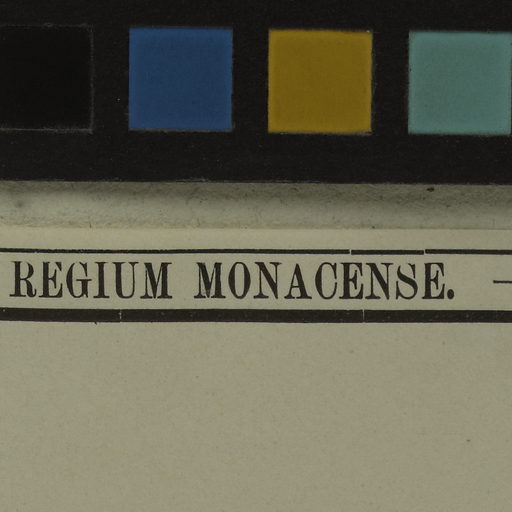 REGIUM MONACENSE. —